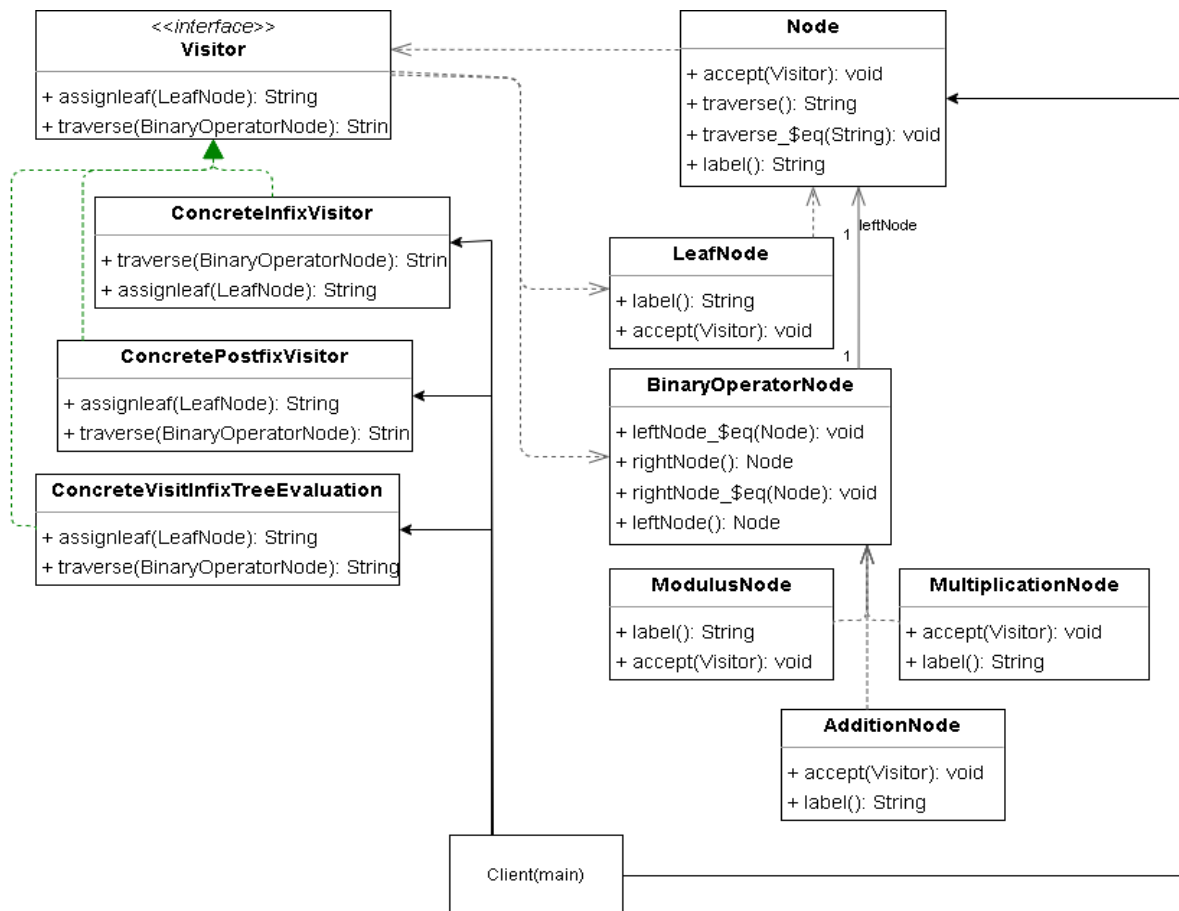 <<interface>>
Visitor
+ assignleaf(LeafNode): String
+ traverse(BinaryOperatorNode): Strin
Node
+ accept(Visitor): void
+ traverse(): String
+ traverse_$eq(String): void
+ label(): String
ConcreteInfixVisitor
+ traverse(BinaryOperatorNode): Strin
+ assignleaf(LeafNode): String
1
leftNode
LeafNode
+ label(): String
+ accept(Visitor): void
1
ConcretePostfixVisitor
+ assignleaf(LeafNode): String
+ traverse(BinaryOperatorNode): Strin
BinaryOperatorNode
+ leftNode_$eq(Node): void
+ rightNode(): Node
+ rightNode_$eq(Node): void
+ leftNode(): Node
ConcreteVisitInfixTreeEvaluation
+ assignleaf(LeafNode): String
+ traverse(BinaryOperatorNode): String
ModulusNode
+ label(): String
+ accept(Visitor): void
MultiplicationNode
+ accept(Visitor): void
+ label(): String
AdditionNode
+ accept(Visitor): void
+ label(): String
Client(main)